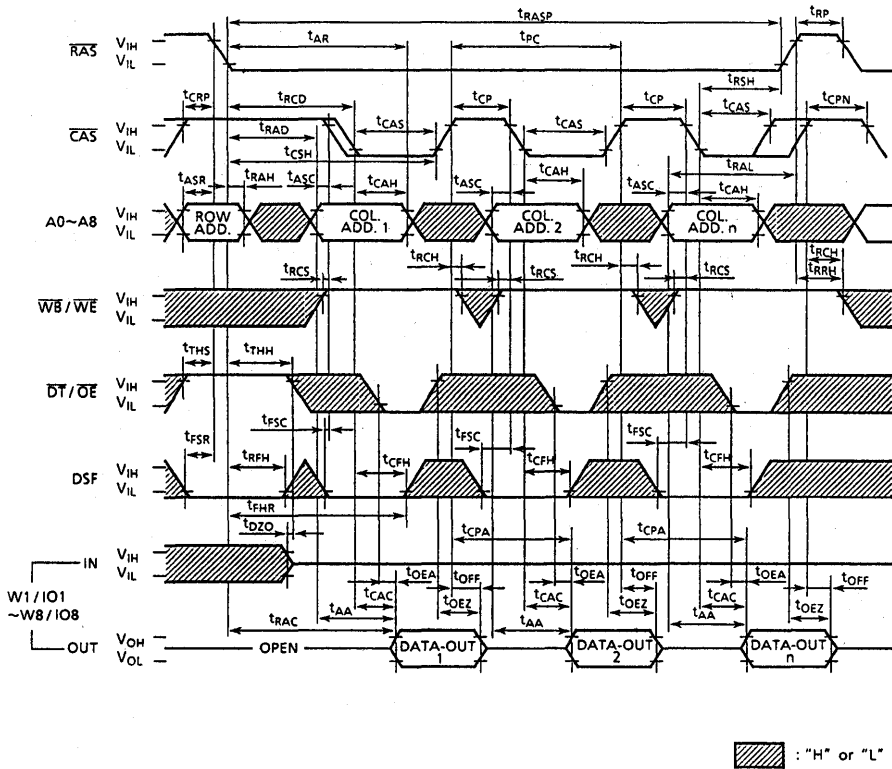 tRASP tRP
tAR tPC
RAS VIH
VIL
tRSH
tCRP tRCD tCP tCP tCAS tCPN
CAS VIH
VIL
tRAD tCAS tCAS
tCSH tRAL
tASR tRAH tASC tCAH tASC tCAH tASC tCAH
A0~A8 VIH
VIL
ROW ADD. COL. ADD. 1 COL. ADD. 2 COL. ADD. n
tRCS tRCH tRCS tRCH tRCS tRCH
tRRH
WB/WE VIH
VIL
tTHS tTHH
DT/OE VIH
VIL
tFSC tFSC tFSC
tFSR tRFH tCFH tCFH tCFH
DSF VIH
VIL
tFHR
tDZO tCPA tCPA
IN VIH
VIL
W1/IO1
~W8/IO8
tOEA tOFF tOEA tOFF tOEA tOFF
tCAC tOEZ tCAC tOEZ tCAC tOEZ
tRAC tAA tAA tAA
OUT VOH
VOL
OPEN DATA-OUT 1 DATA-OUT 2 DATA-OUT n
: "H" or "L"